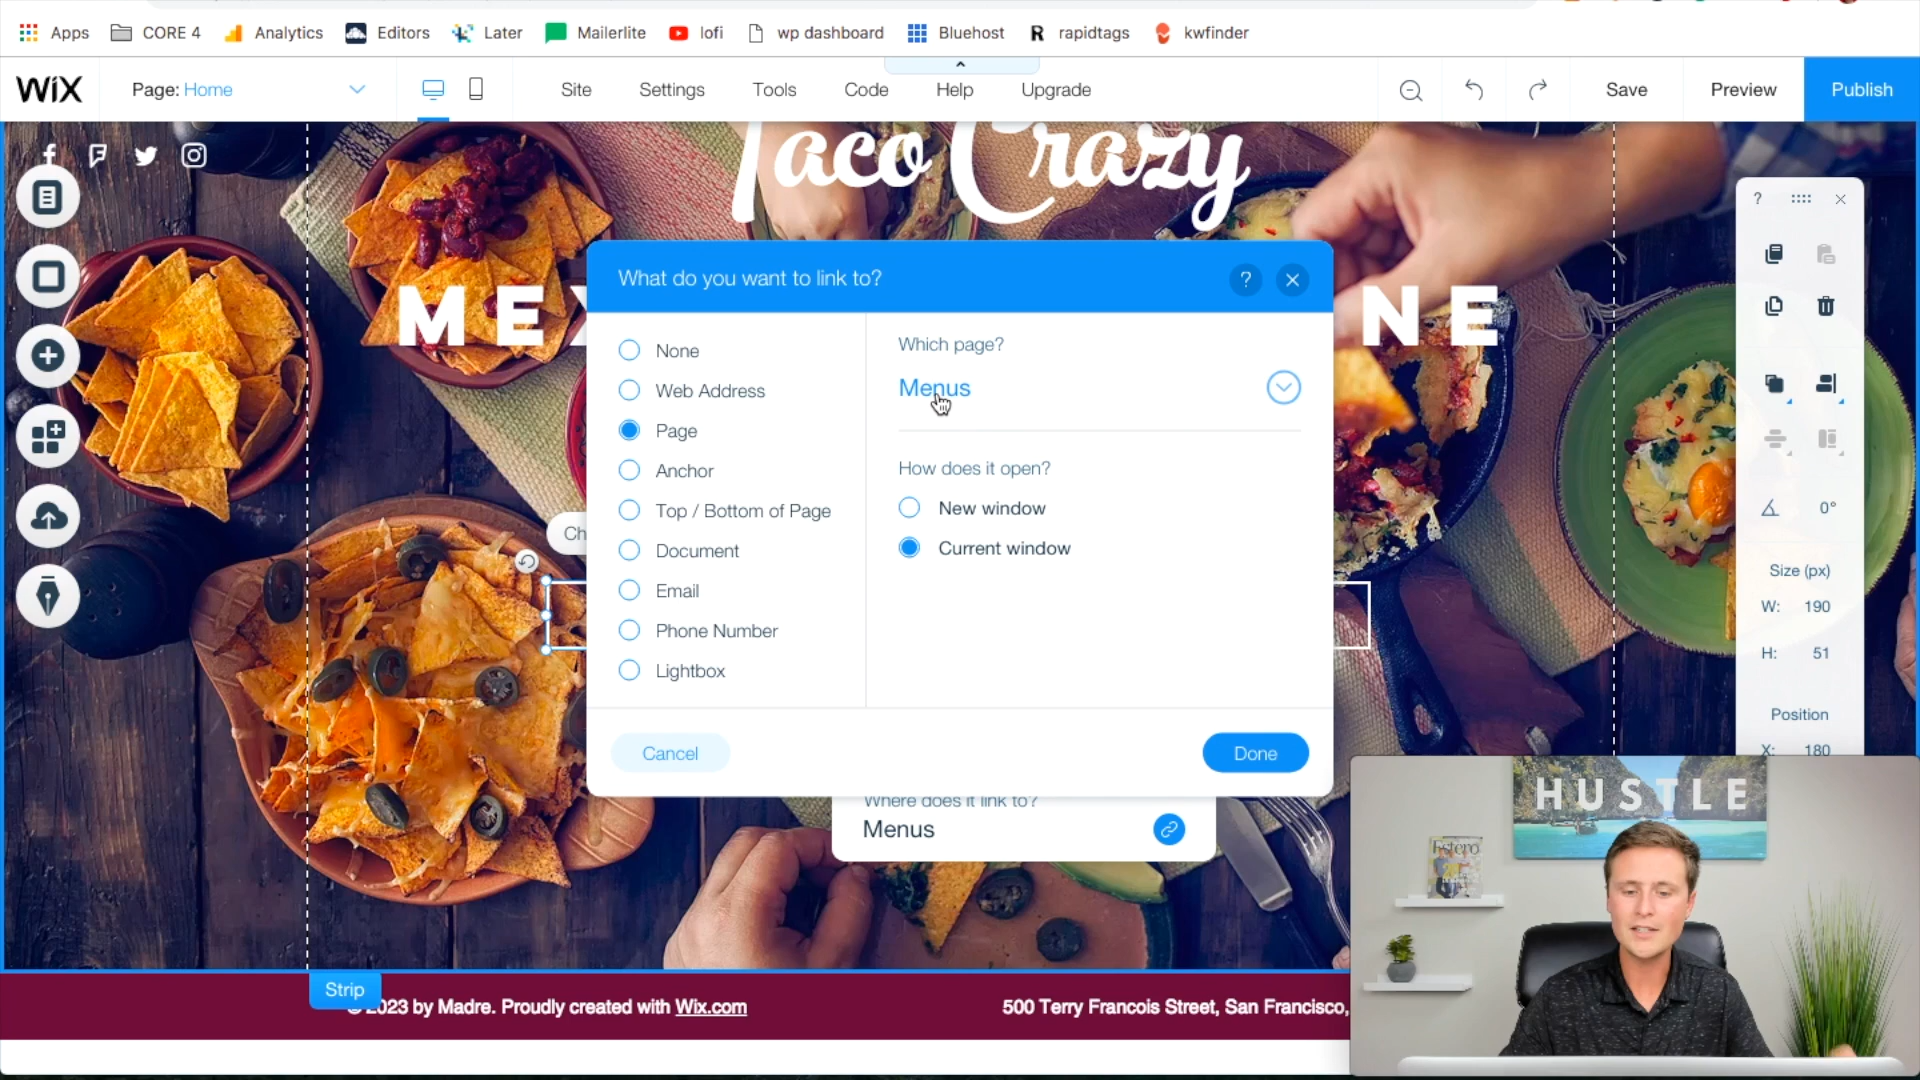 Apps CORE 4 Analytics Editors Later Mailerlite lofi wp dashboard Bluehost rapidtags kwfinder
WiX Page: Home Site Settings Tools Code Help Upgrade Save Preview Publish
Taco Crazy
What do you want to link to? ?
None
Web Address
Page
Anchor
Top / Bottom of Page
Document
Email
Phone Number
Lightbox
Which page?
Menus
How does it open?
New window
Current window
Cancel Done
Where does it link to?
Menus
?
0°
Size (px)
W: 190
H: 51
Position
X: 180
HUSTLE
Estero
Strip
2023 by Madre. Proudly created with Wix.com
500 Terry Francois Street, San Francisco,